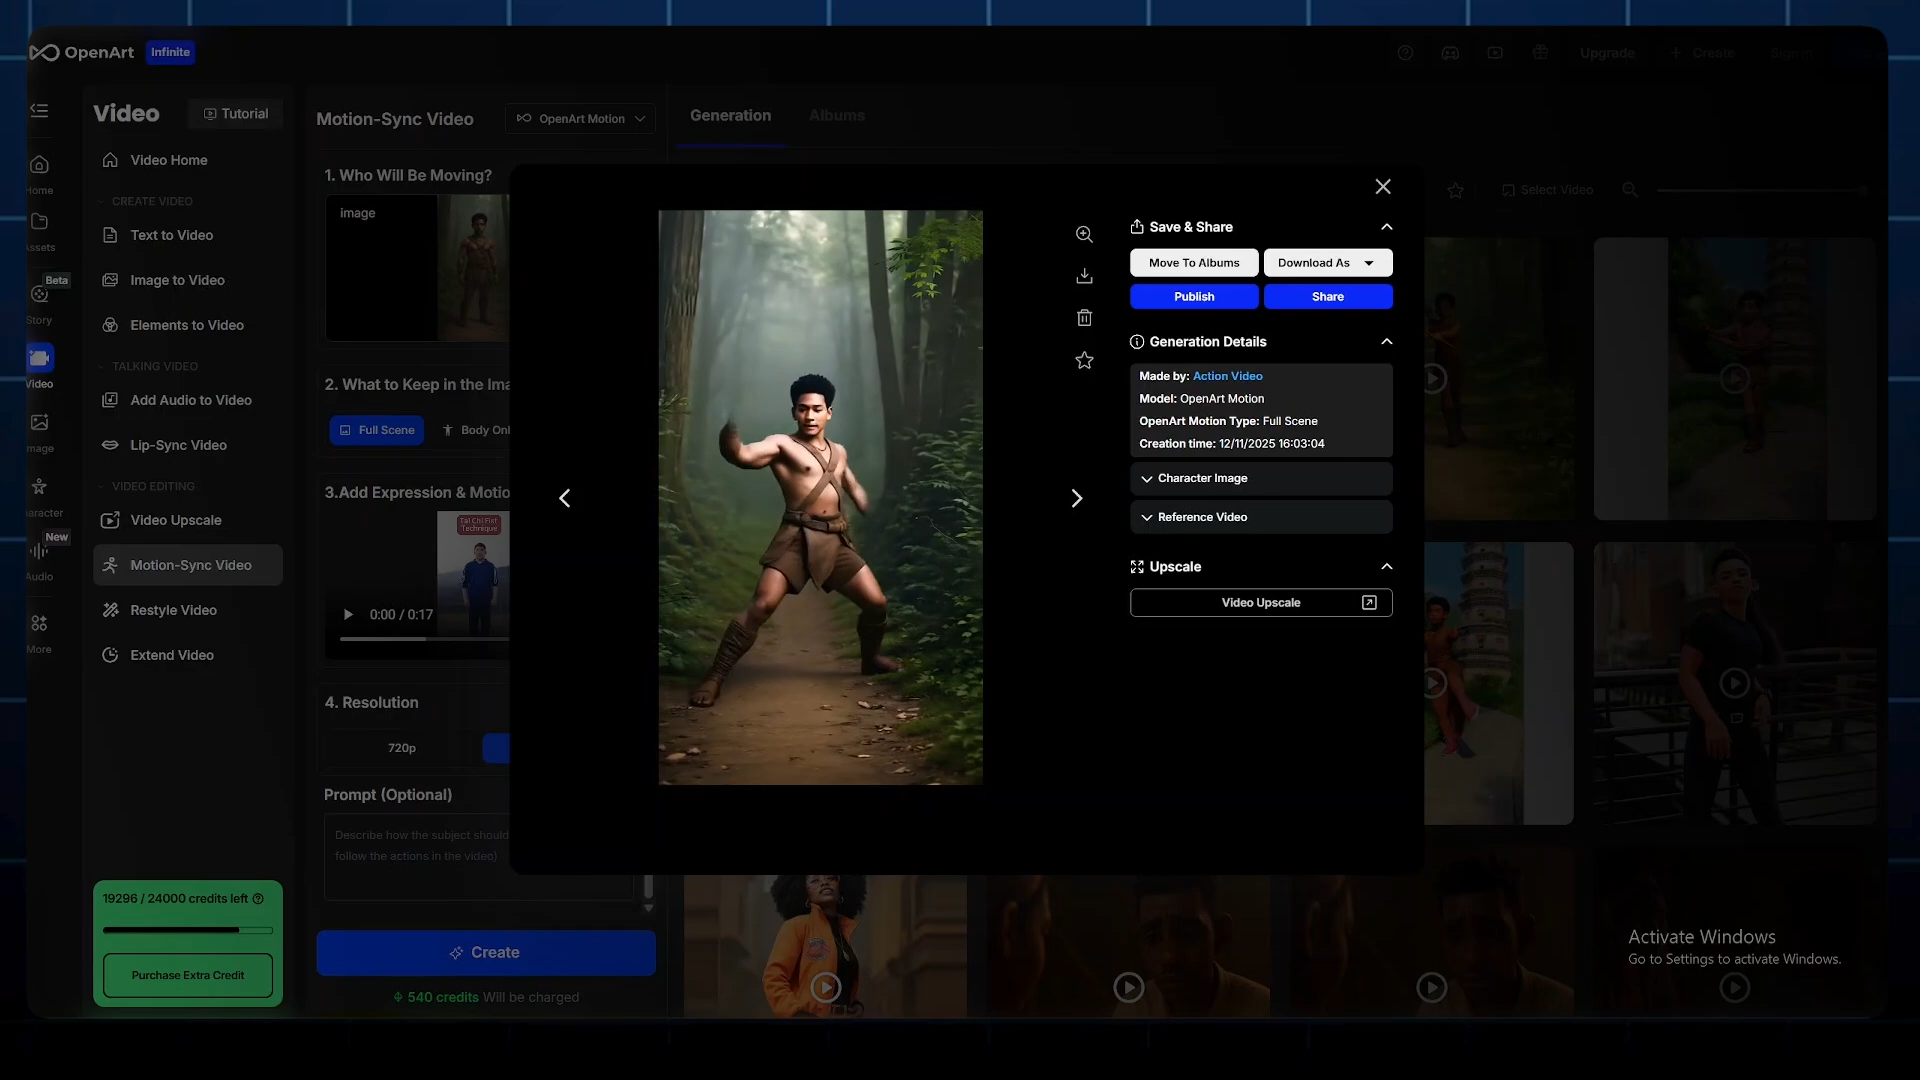 OpenArt Infinite
Upgrade
Create
Sign in
Home
Assets
Beta
Story
Video
Image
Character
New
Audio
More
Video Tutorial
Video Home
CREATE VIDEO
Text to Video
Image to Video
Elements to Video
TALKING VIDEO
Add Audio to Video
Lip-Sync Video
VIDEO EDITING
Video Upscale
Motion-Sync Video
Restyle Video
Extend Video
19296 / 24000 credits left
Purchase Extra Credit
Motion-Sync Video OpenArt Motion
1. Who Will Be Moving?
image
2. What to Keep in the Ima
Full Scene Body Onl
3.Add Expression & Motio
Tai Chi Fist
Technique
0:00 / 0:17
4. Resolution
720p
Prompt (Optional)
Describe how the subject should
follow the actions in the video)
Create
540 credits Will be charged
Generation Albums
Select Video
Save & Share
Move To Albums Download As
Publish Share
Generation Details
Made by: Action Video
Model: OpenArt Motion
OpenArt Motion Type: Full Scene
Creation time: 12/11/2025 16:03:04
Character Image
Reference Video
Upscale
Video Upscale
Activate Windows
Go to Settings to activate Windows.